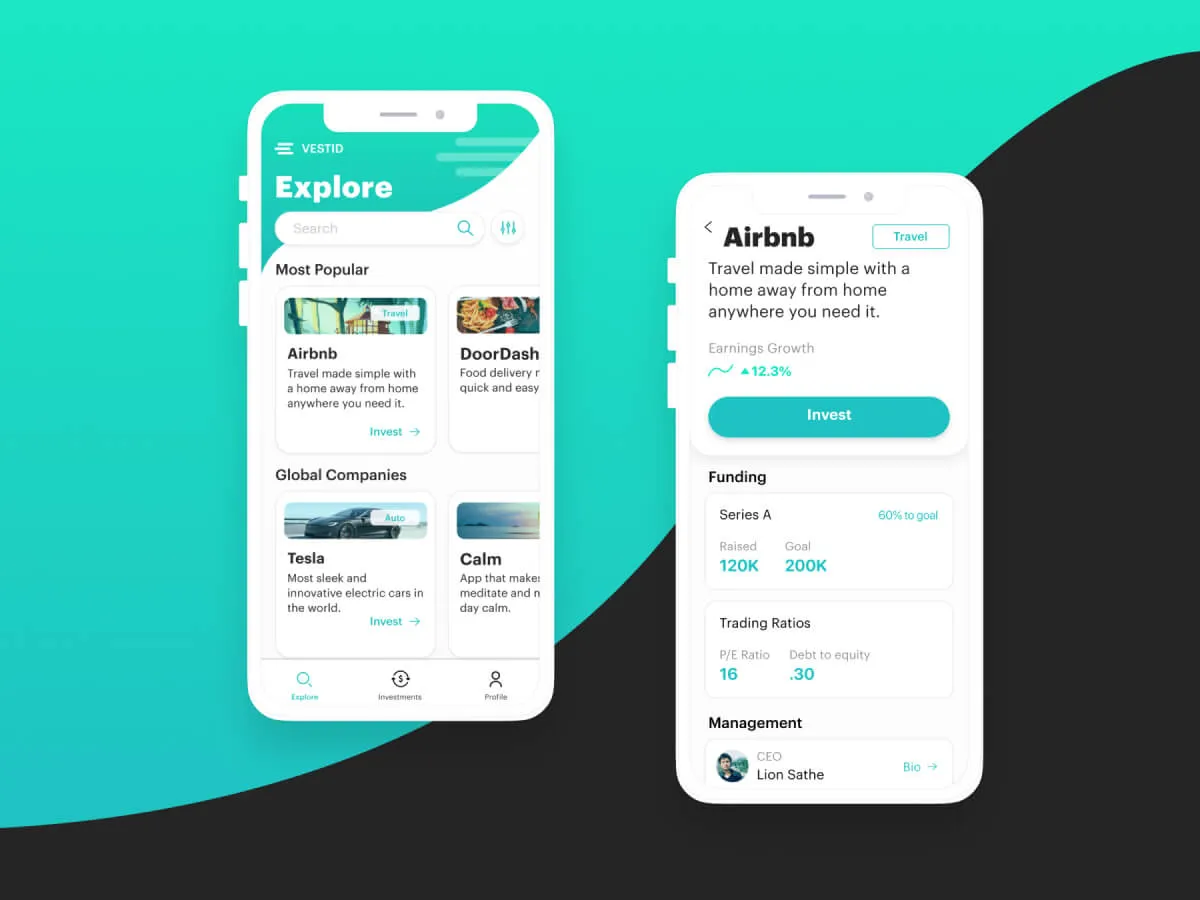 VESTID
Explore
Search
Most Popular
Travel
Airbnb
Travel made simple with
a home away from home
anywhere you need it.
Invest →
DoorDash
Food delivery
quick and easy
Global Companies
Auto
Tesla
Most sleek and
innovative electric cars in
the world.
Invest →
Calm
App that makes
meditate and
day calm.
Explore
Investments
Profile
Airbnb
Travel
Travel made simple with a
home away from home
anywhere you need it.
Earnings Growth
▲12.3%
Invest
Funding
Series A
60% to goal
Raised
Goal
120K
200K
Trading Ratios
P/E Ratio
Debt to equity
16
.30
Management
CEO
Lion Sathe
Bio →